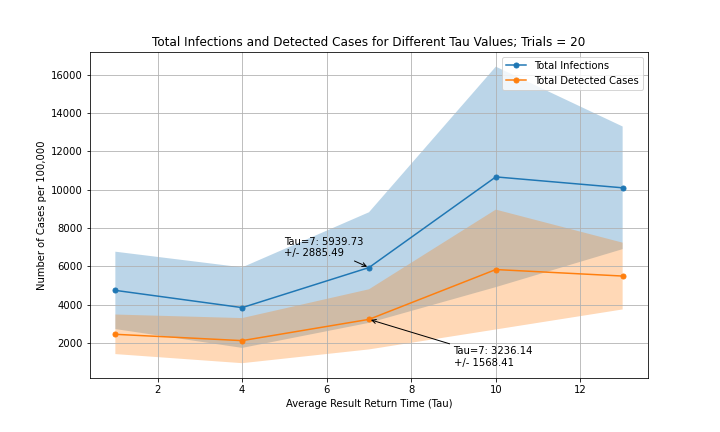 Total Infections and Detected Cases for Different Tau Values; Trials = 20
Total Infections
Total Detected Cases
16000
14000
12000
10000
8000
6000
4000
2000
Number of Cases per 100,000
Tau=7: 5939.73
+/- 2885.49
Tau=7: 3236.14
+/- 1568.41
2
4
6
8
10
12
Average Result Return Time (Tau)